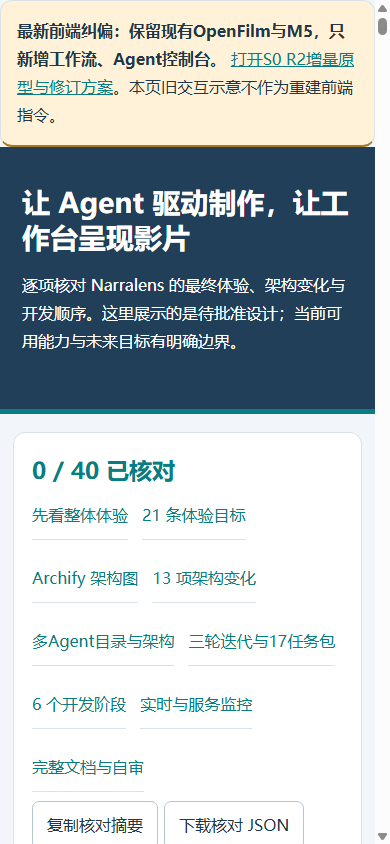 最新前端纠偏：保留现有OpenFilm与M5，只
新增工作流、Agent控制台。 打开S0 R2增量原
型与修订方案。本页旧交互示意不作为重建前端
指令。
让 Agent 驱动制作，让工
作台呈现影片
逐项核对 Narralens 的最终体验、架构变化与
开发顺序。这里展示的是待批准设计；当前可
用能力与未来目标有明确边界。
0 / 40 已核对
先看整体体验 21 条体验目标
Archify 架构图 13 项架构变化
多Agent目录与架构 三轮迭代与17任务包
6 个开发阶段 实时与服务监控
完整文档与自审
复制核对摘要 下载核对 JSON